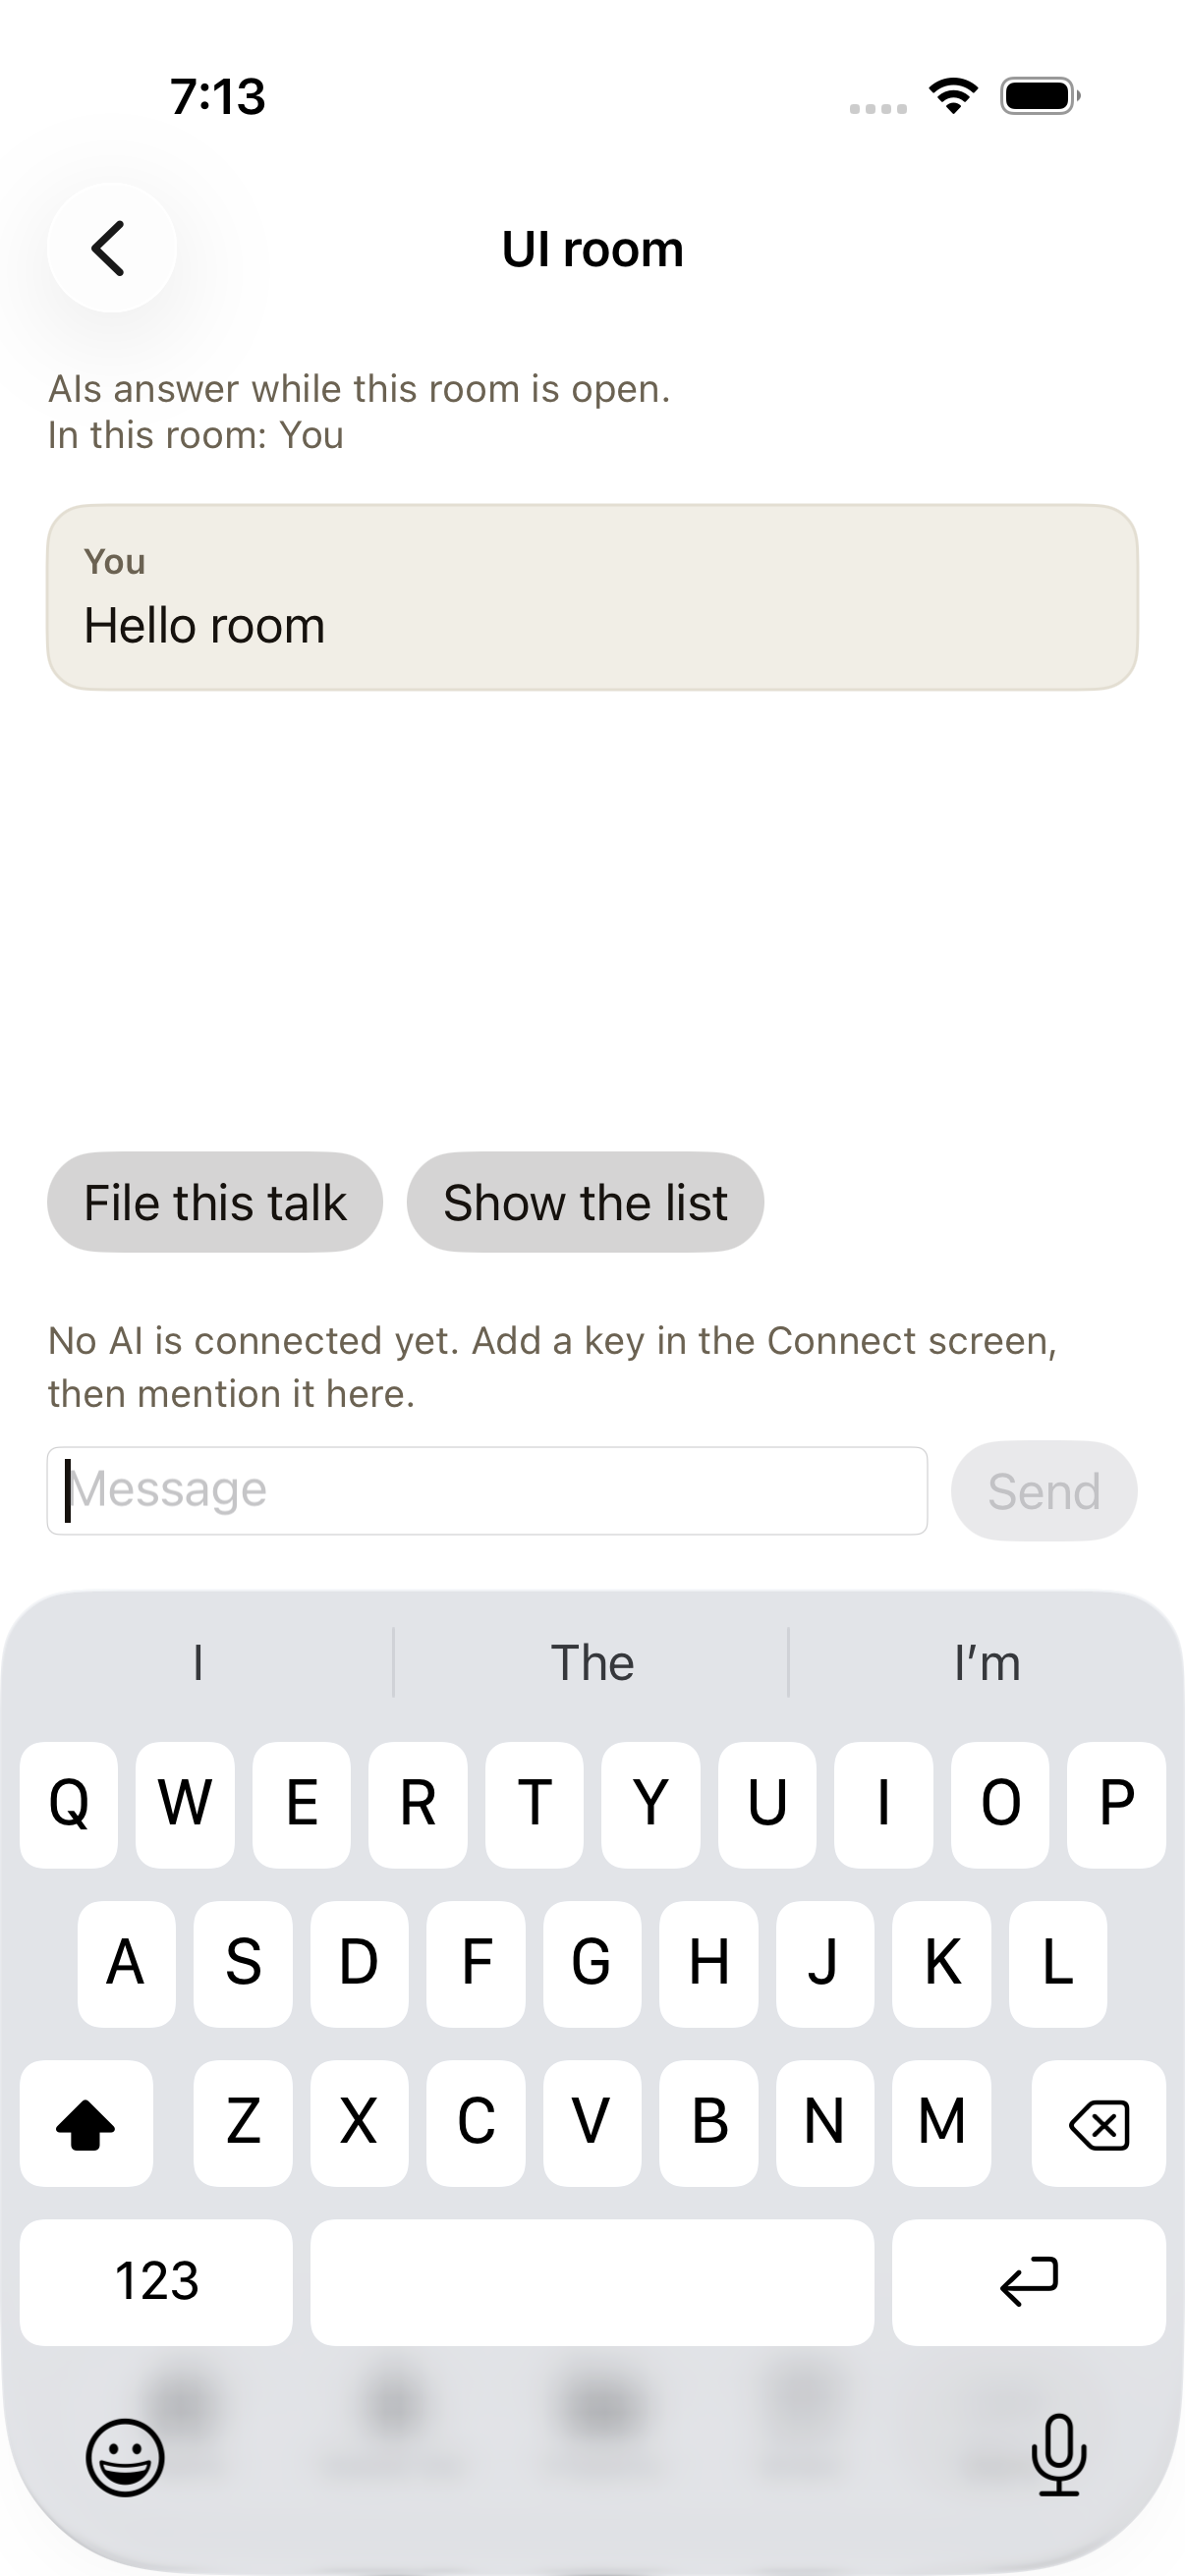 7:13
UI room
AIs answer while this room is open.
In this room: You
You
Hello room
File this talk
Show the list
No AI is connected yet. Add a key in the Connect screen,
then mention it here.
Message
Send
I
The
I’m
Q W E R T Y U I O P
A S D F G H J K L
Z X C V B N M
123